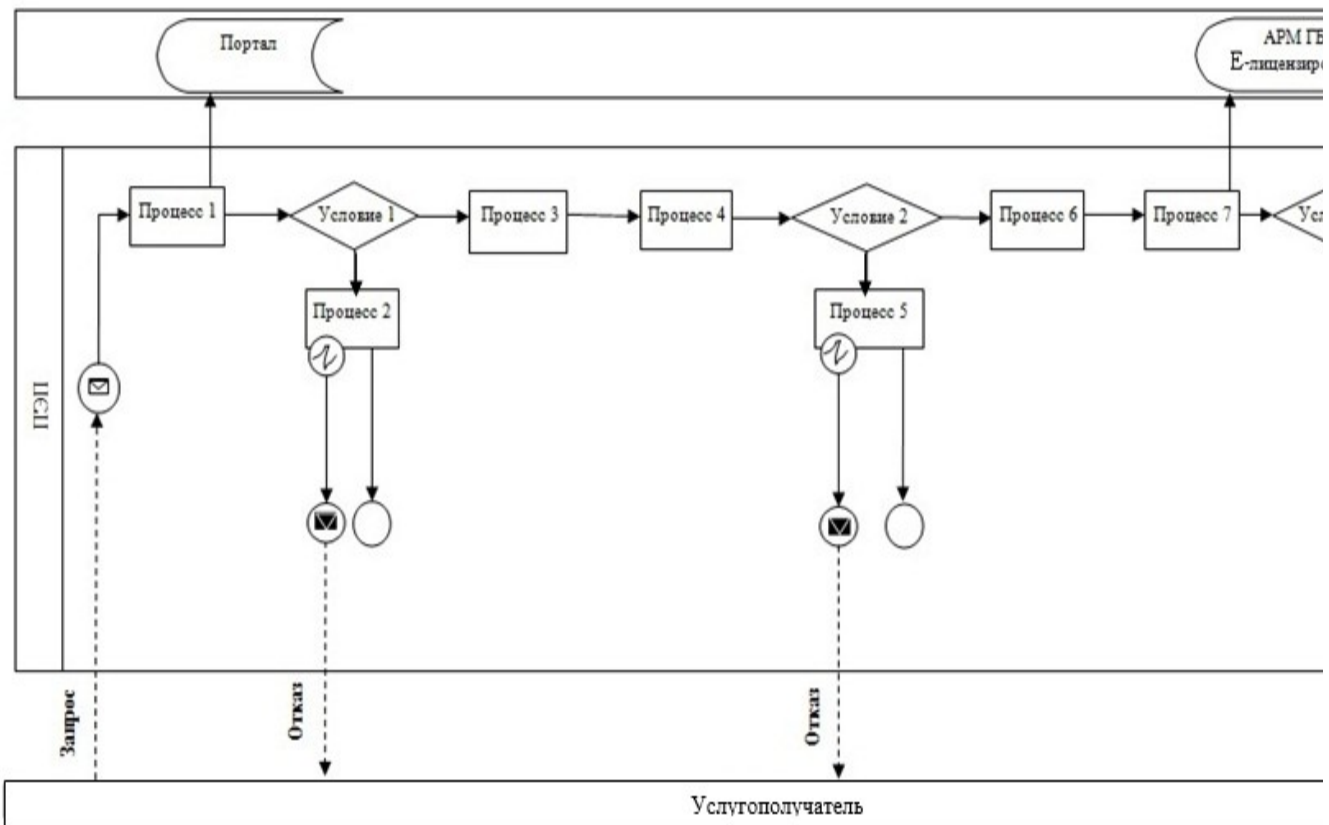 Портал
АРМ ГБ
Е-лицензиро
Процесс 1
Условие 1
Процесс 3
Процесс 4
Условие 2
Процесс 6
Процесс 7
Усл
Процесс 2
Процесс 5
Запрос
Отказ
Отказ
Услугополучатель